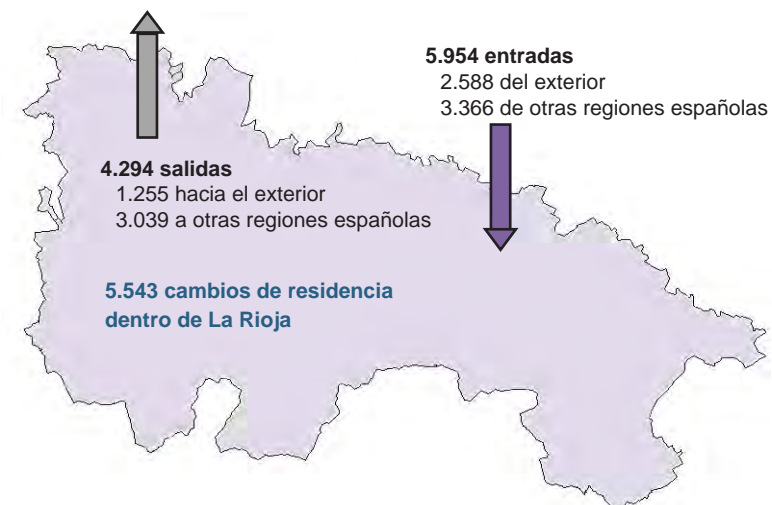 5.954 entradas
2.588 del exterior
3.366 de otras regiones españolas
4.294 salidas
1.255 hacia el exterior
3.039 a otras regiones españolas
5.543 cambios de residencia
dentro de La Rioja